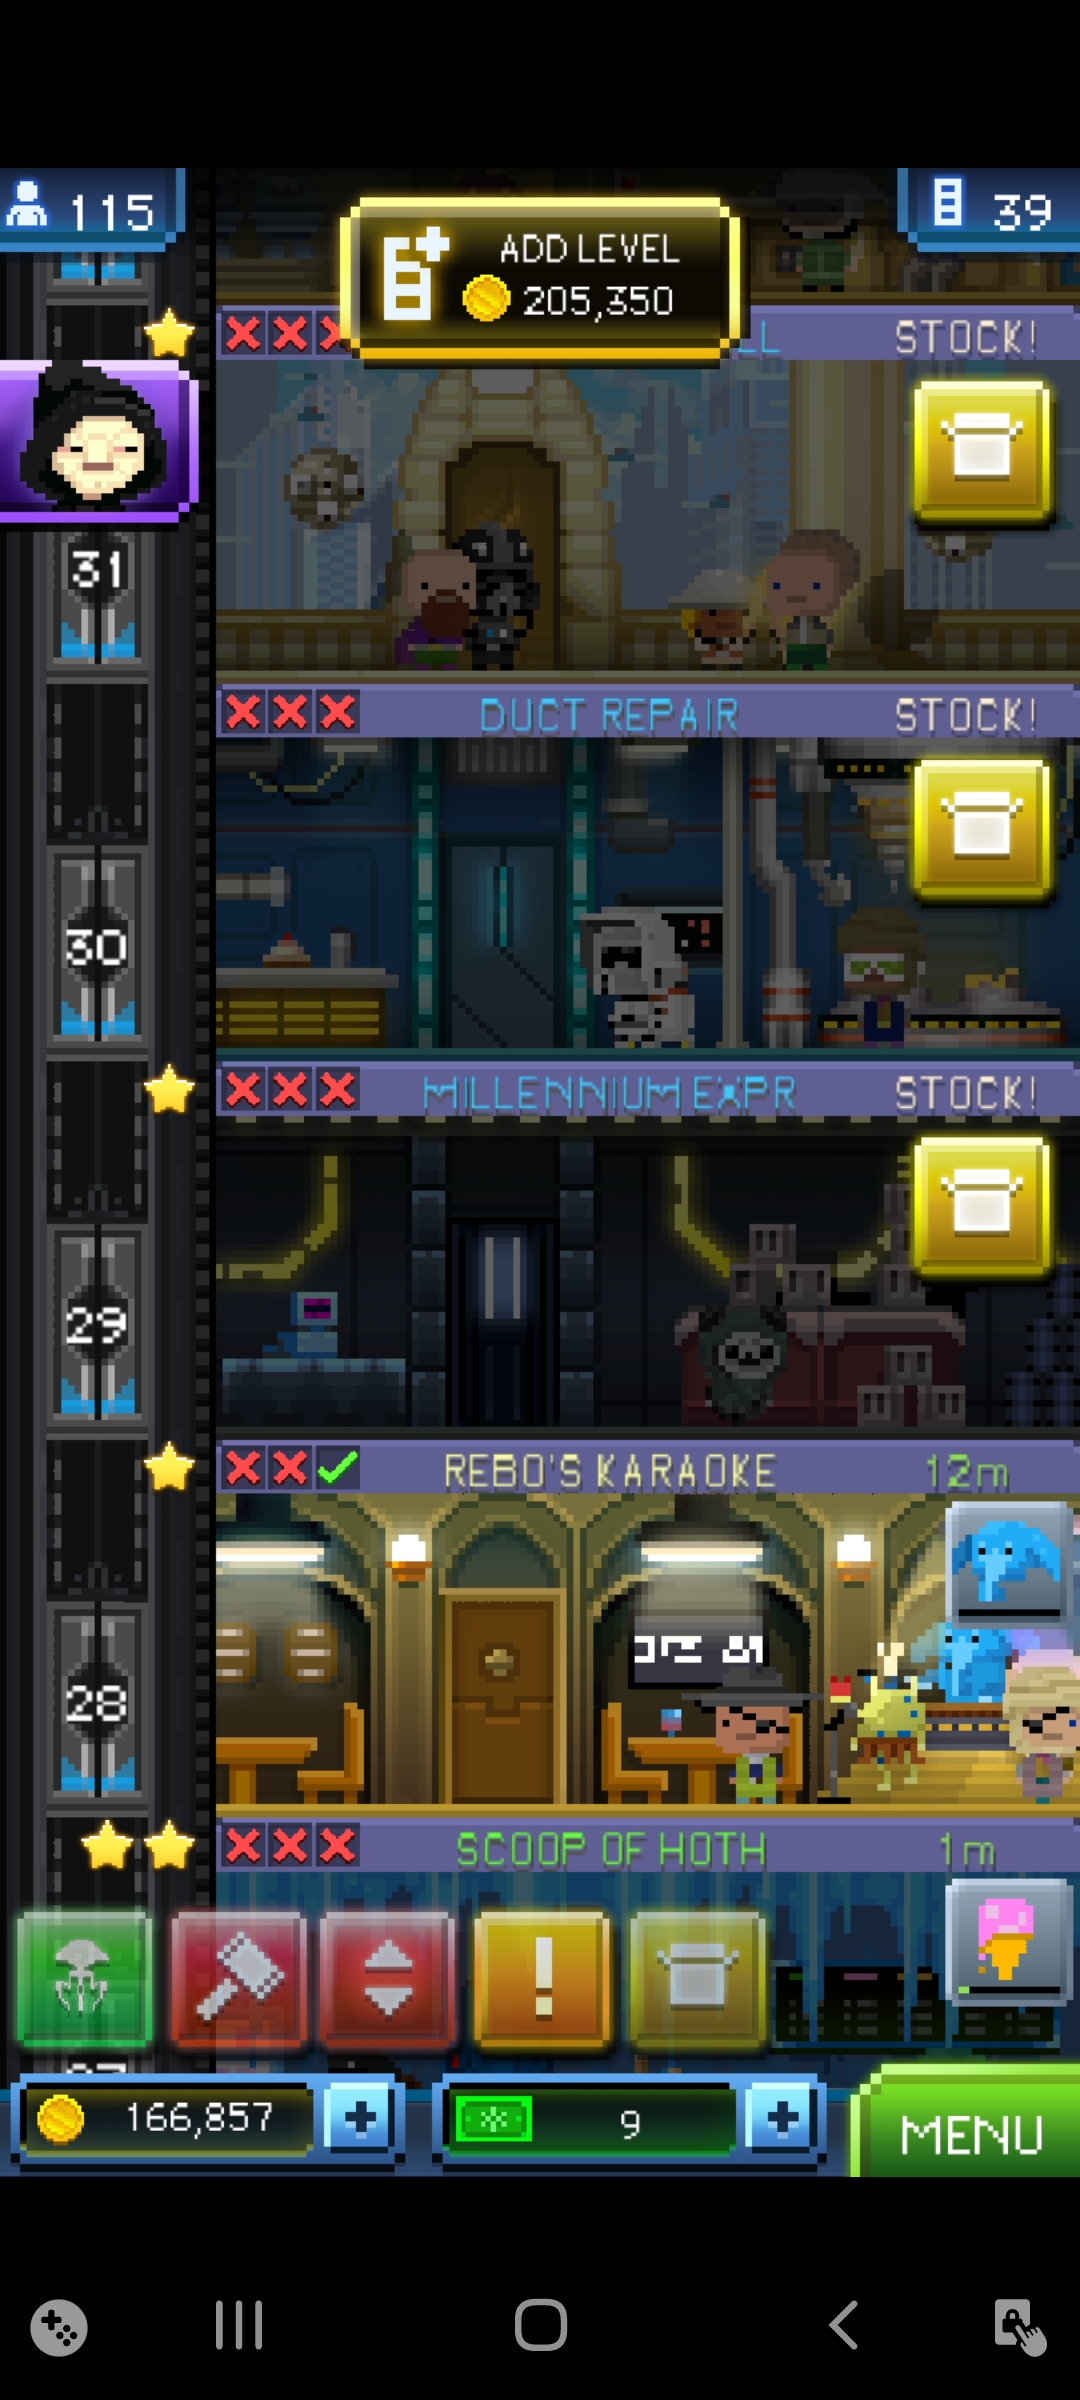 115
ADD LEVEL
205,350
39
LL STOCK!
31
DUCT REPAIR STOCK!
30
MILLENNIUM EXPR STOCK!
29
REBO'S KARAOKE 12m
28
SCOOP OF HOTH 1m
!
166,857 + 9 + MENU